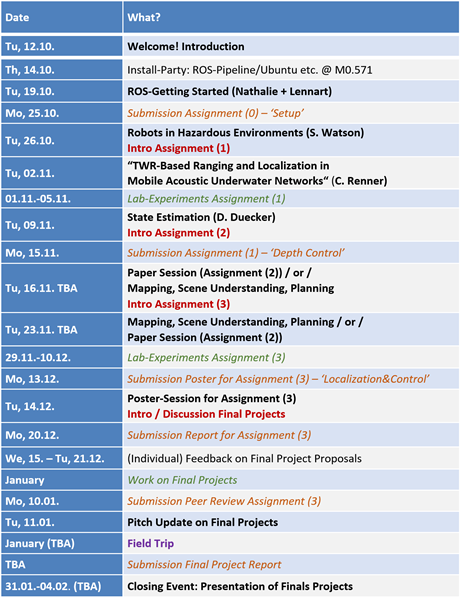 Date What?
Tu, 12.10. Welcome! Introduction
Th, 14.10. Install-Party: ROS-Pipeline/Ubuntu etc. @ M0.571
Tu, 19.10. ROS-Getting Started (Nathalie + Lennart)
Mo, 25.10. Submission Assignment (0) – ‘Setup’
Tu, 26.10. Robots in Hazardous Environments (S. Watson)
Intro Assignment (1)
Tu, 02.11. “TWR-Based Ranging and Localization in
Mobile Acoustic Underwater Networks“ (C. Renner)
01.11.-05.11. Lab-Experiments Assignment (1)
Tu, 09.11. State Estimation (D. Duecker)
Intro Assignment (2)
Mo, 15.11. Submission Assignment (1) – ‘Depth Control’
Tu, 16.11. TBA Paper Session (Assignment (2)) / or /
Mapping, Scene Understanding, Planning
Intro Assignment (3)
Tu, 23.11. TBA Mapping, Scene Understanding, Planning / or /
Paper Session (Assignment (2))
29.11.-10.12. Lab-Experiments Assignment (3)
Mo, 13.12. Submission Poster for Assignment (3) – ‘Localization&Control’
Tu, 14.12. Poster-Session for Assignment (3)
Intro / Discussion Final Projects
Mo, 20.12. Submission Report for Assignment (3)
We, 15. – Tu, 21.12. (Individual) Feedback on Final Project Proposals
January Work on Final Projects
Mo, 10.01. Submission Peer Review Assignment (3)
Tu, 11.01. Pitch Update on Final Projects
January (TBA) Field Trip
TBA Submission Final Project Report
31.01.-04.02. (TBA) Closing Event: Presentation of Finals Projects